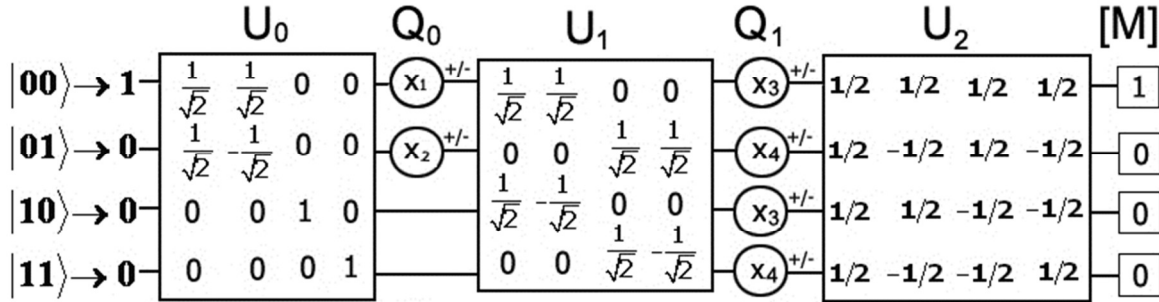 U₀ Q₀ U₁ Q₁ U₂ [M]
|00⟩→1 1/√2 1/√2 0 0 x₁ +/- 1/√2 1/√2 0 0 x₃ +/- 1/2 1/2 1/2 1/2 1
|01⟩→0 1/√2 -1/√2 0 0 x₂ +/- 0 0 1/√2 1/√2 x₄ +/- 1/2 -1/2 1/2 -1/2 0
|10⟩→0 0 0 1 0 1/√2 -1/√2 0 0 x₃ +/- 1/2 1/2 -1/2 -1/2 0
|11⟩→0 0 0 0 1 0 0 1/√2 -1/√2 x₄ +/- 1/2 -1/2 -1/2 1/2 0